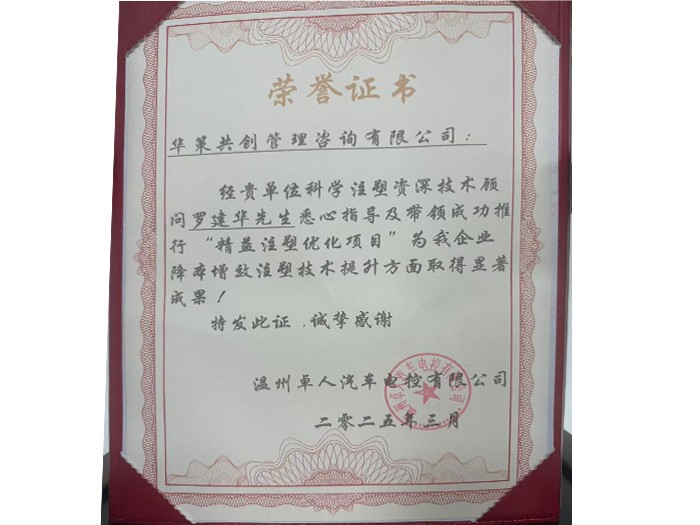 荣誉证书
华策共创管理咨询有限公司：
经贵单位科学注塑资深技术顾
问罗建华先生悉心指导及带领成功推
行“精益注塑优化项目”为我企业
降本增效注塑技术提升方面取得显著
成果！
特发此证，诚挚感谢
温州卓人汽车电控有限公司
二零二五年三月